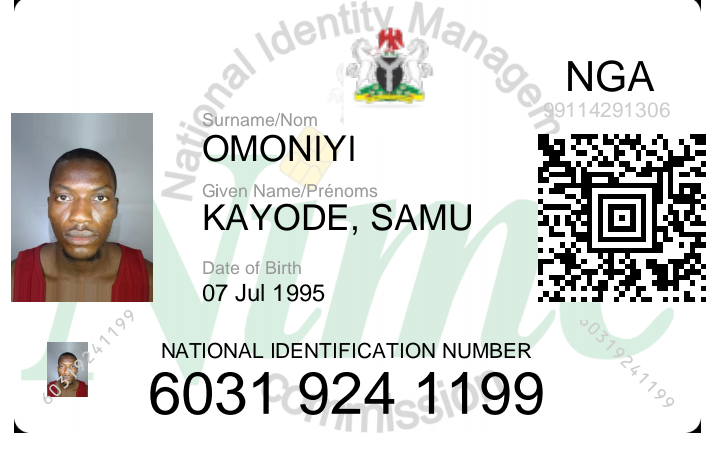 National Identity Managem
NGA
99114291306
Surname/Nom
OMONIYI
Given Name/Prénoms
KAYODE, SAMU
Date of Birth
07 Jul 1995
nimc
60319241199
60319241199
NATIONAL IDENTIFICATION NUMBER
6031 924 1199
commission